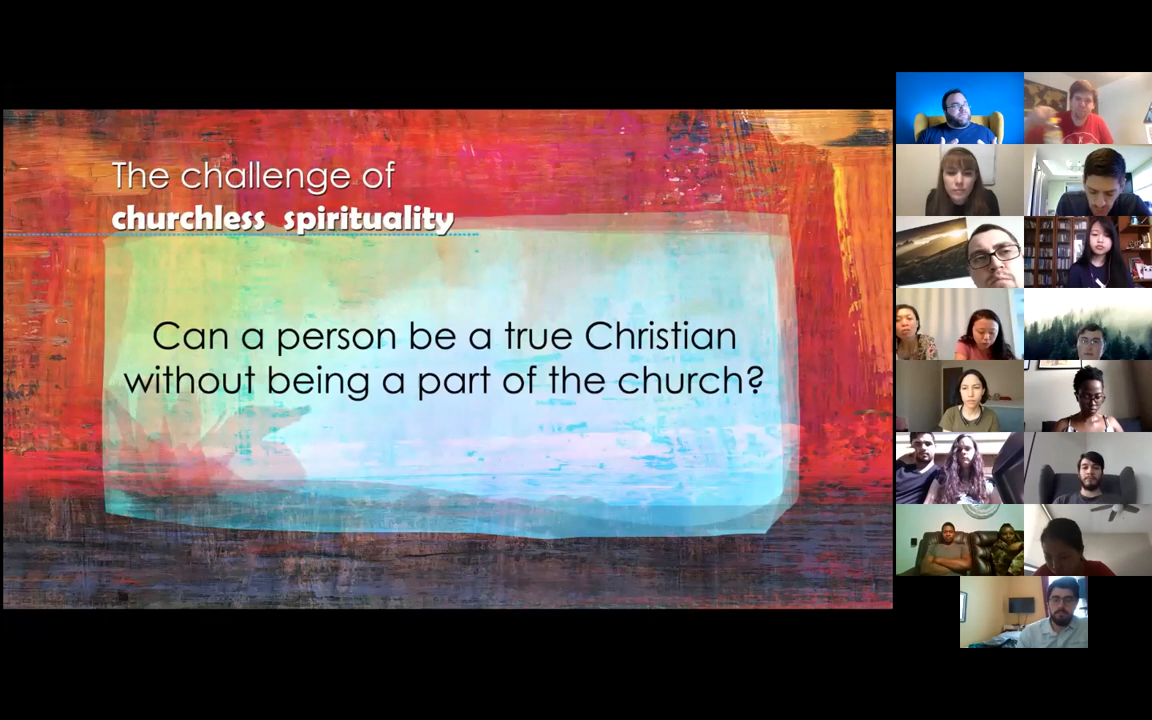 The challenge of
churchless spirituality
Can a person be a true Christian
without being a part of the church?